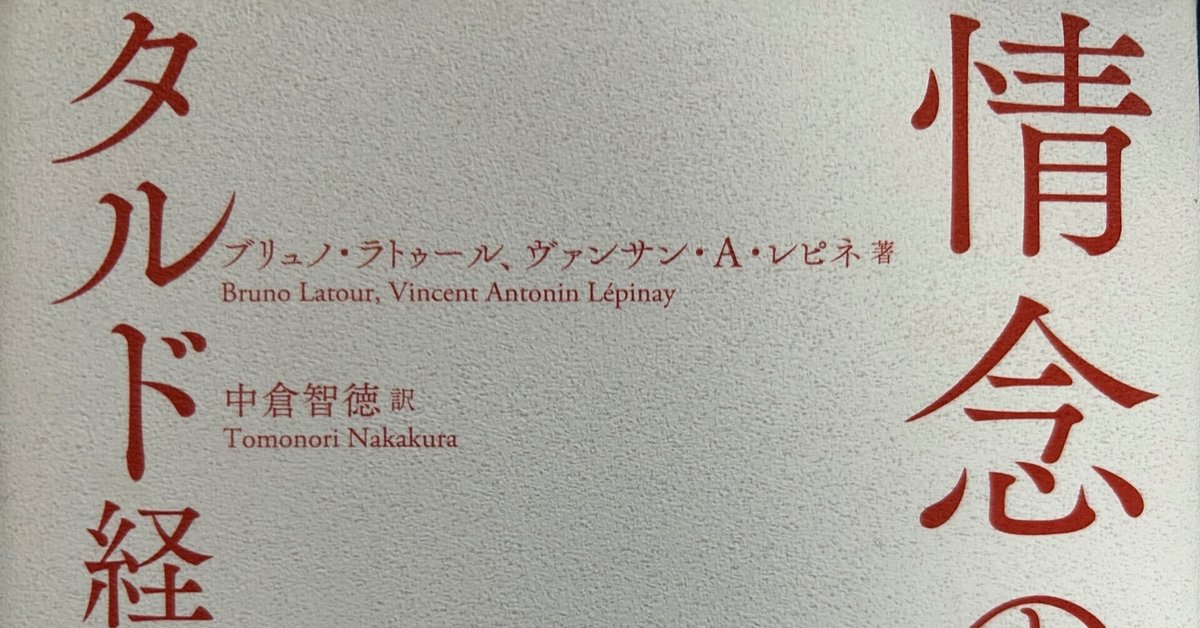 情念の
ブリュノ・ラトゥール、ヴァンサン・A・レピネ 著
Bruno Latour, Vincent Antonin Lépinay
中倉智徳 訳
Tomonori Nakakura
タルド経